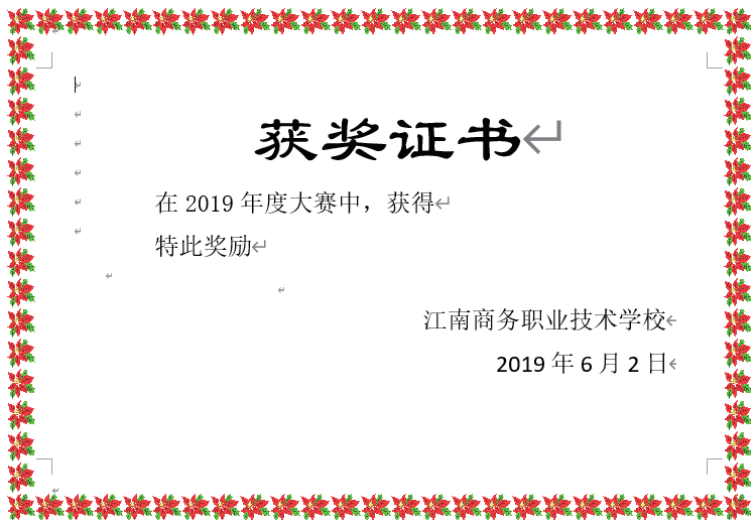 获奖证书
在 2019 年度大赛中，获得
特此奖励
江南商务职业技术学校
2019 年 6 月 2 日